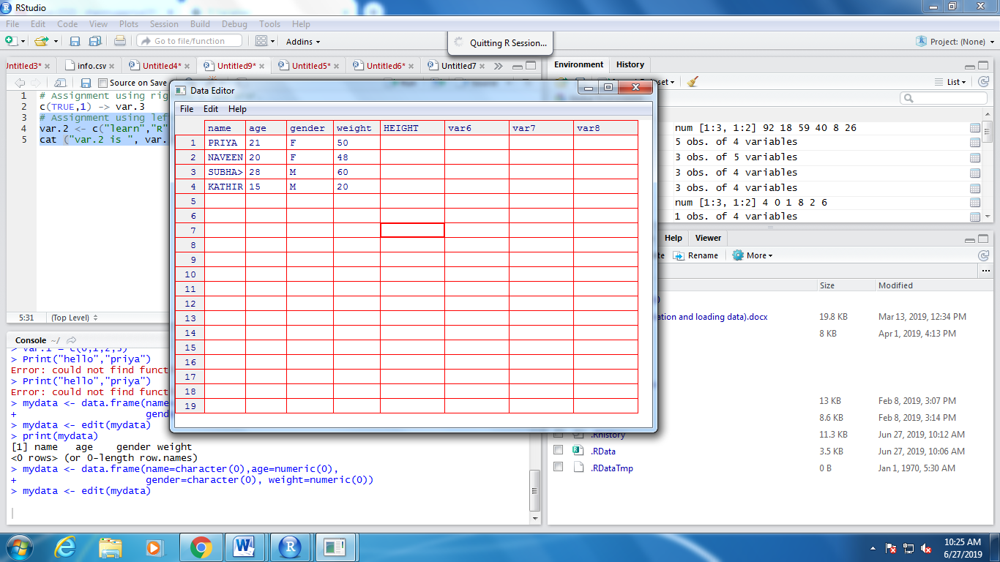 RStudio
File Edit Code View Plots Session Build Debug Tools Help
Go to file/function Addins Quitting R Session... Project: (None)
Untitled3* info.csv Untitled4* Untitled9* Untitled5* Untitled6* Untitled7
Source on Save
1 # Assignment using rig
2 c(TRUE,1) -> var.3
3 # Assignment using lef
4 var.2 <- c("learn","R"
5 cat ("var.2 is ", var.
5:31 (Top Level)
Console ~/
> Print("hello","priya")
Error: could not find funct
> Print("hello","priya")
Error: could not find funct
> mydata <- data.frame(name
+ gend
> mydata <- edit(mydata)
> print(mydata)
[1] name age gender weight
<0 rows> (or 0-length row.names)
> mydata <- data.frame(name=character(0),age=numeric(0),
+ gender=character(0), weight=numeric(0))
> mydata <- edit(mydata)
Data Editor
File Edit Help
name age gender weight HEIGHT var6 var7 var8
1 PRIYA 21 F 50
2 NAVEEN 20 F 48
3 SUBHA> 28 M 60
4 KATHIR 15 M 20
5
6
7
8
9
10
11
12
13
14
15
16
17
18
19
Environment History
List
num [1:3, 1:2] 92 18 59 40 8 26
5 obs. of 4 variables
3 obs. of 5 variables
3 obs. of 4 variables
3 obs. of 4 variables
num [1:3, 1:2] 4 0 1 8 2 6
1 obs. of 4 variables
Help Viewer
te Rename More
Size Modified
ation and loading data).docx 19.8 KB Mar 13, 2019, 12:34 PM
8 KB Apr 1, 2019, 4:13 PM
13 KB Feb 8, 2019, 3:07 PM
8.6 KB Feb 8, 2019, 3:14 PM
.Rhistory 11.3 KB Jun 27, 2019, 10:12 AM
.RData 3.5 KB Jun 27, 2019, 10:06 AM
.RDataTmp 0 B Jan 1, 1970, 5:30 AM
10:25 AM
6/27/2019